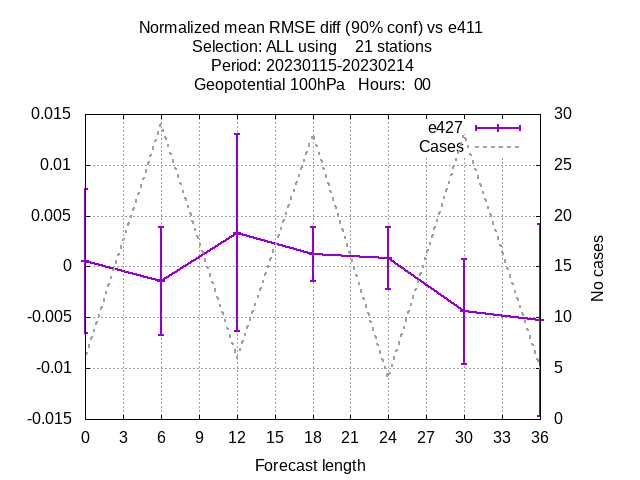 Normalized mean RMSE diff (90% conf) vs e411
Selection: ALL using    21 stations
Period: 20230115-20230214
Geopotential 100hPa   Hours:  00
0.015
0.01
0.005
0
-0.005
-0.01
-0.015
30
25
20
15
10
5
0
e427
Cases
No cases
0 3 6 9 12 15 18 21 24 27 30 33 36
Forecast length